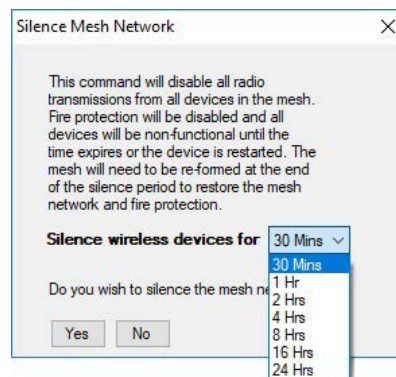 Silence Mesh Network
This command will disable all radio
transmissions from all devices in the mesh.
Fire protection will be disabled and all
devices will be non-functional until the
time expires or the device is restarted. The
mesh will need to be re-formed at the end
of the silence period to restore the mesh
network and fire protection.
Silence wireless devices for 30 Mins
30 Mins
1 Hr
2 Hrs
4 Hrs
8 Hrs
16 Hrs
24 Hrs
Do you wish to silence the mesh
Yes No